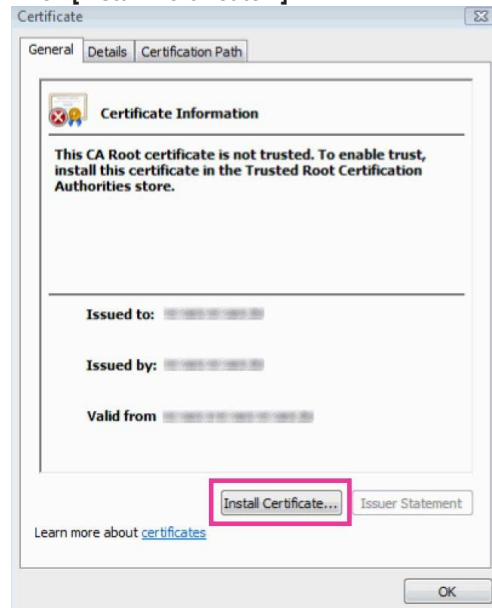 Certificate
General Details Certification Path
Certificate Information
This CA Root certificate is not trusted. To enable trust,
install this certificate in the Trusted Root Certification
Authorities store.
Issued to:
Issued by:
Valid from
Install Certificate... Issuer Statement
Learn more about certificates
OK